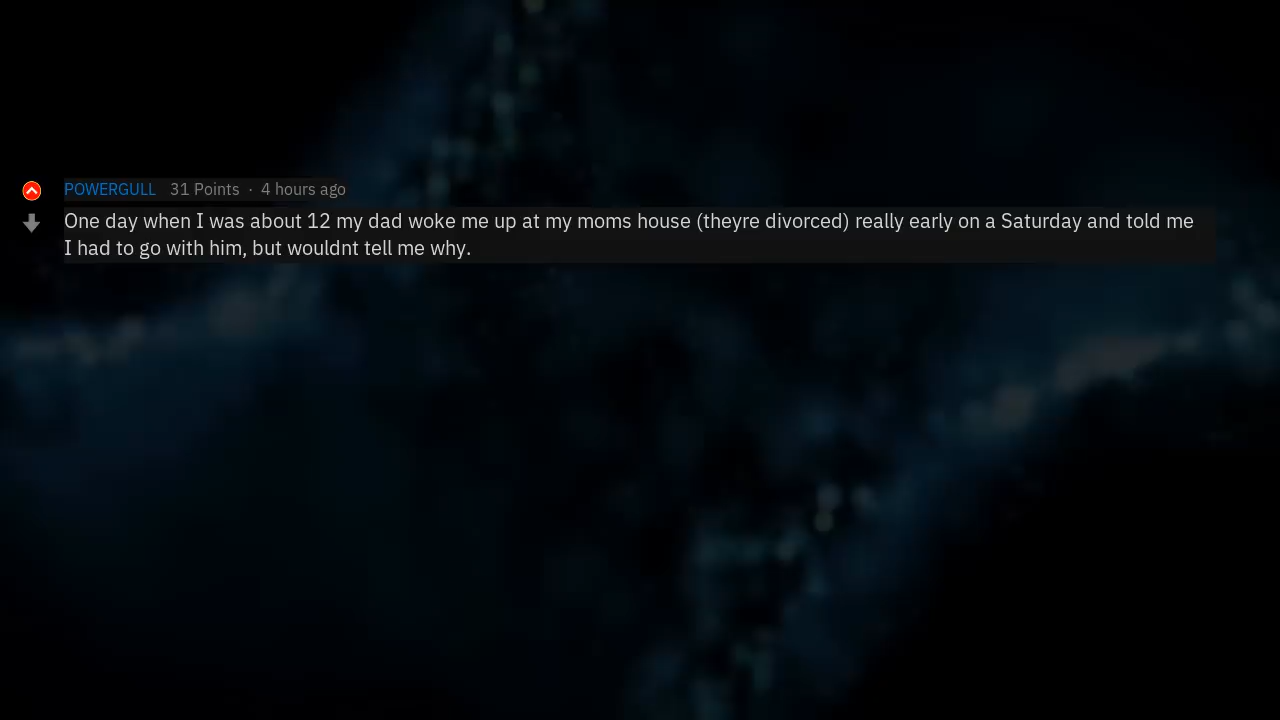 POWERGULL 31 Points · 4 hours ago
One day when I was about 12 my dad woke me up at my moms house (theyre divorced) really early on a Saturday and told me
I had to go with him, but wouldnt tell me why.